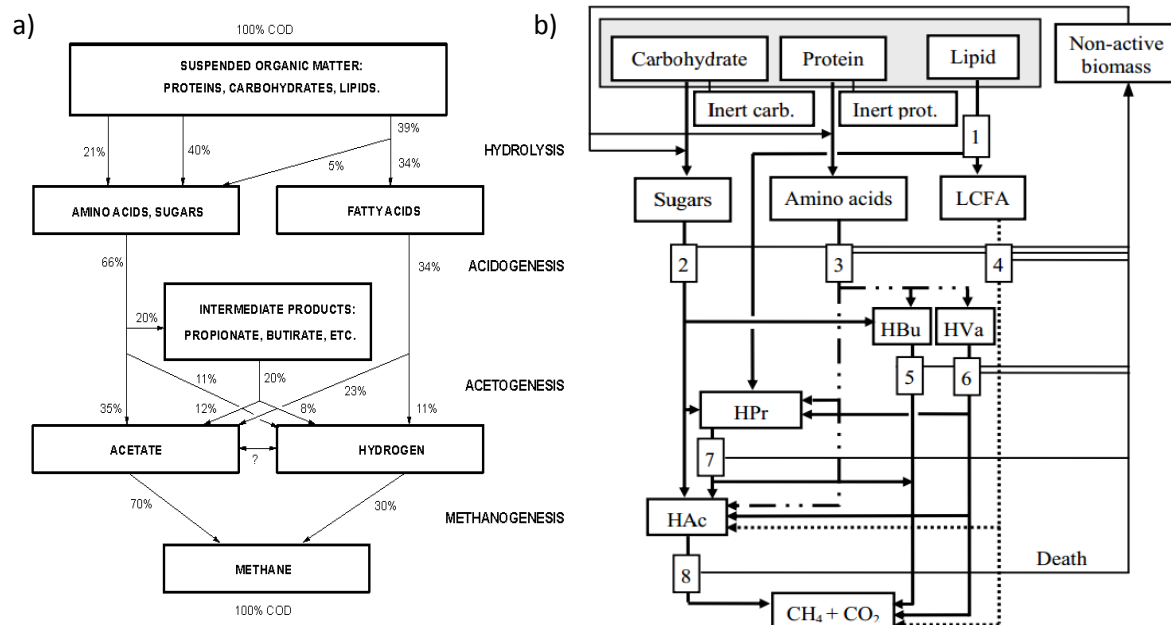 a)
100% COD
SUSPENDED ORGANIC MATTER:
PROTEINS, CARBOHYDRATES, LIPIDS.
21%
40%
39%
5%
34%
HYDROLYSIS
AMINO ACIDS, SUGARS
FATTY ACIDS
66%
34%
ACIDOGENESIS
INTERMEDIATE PRODUCTS:
PROPIONATE, BUTIRATE, ETC.
20%
11%
20%
23%
ACETOGENESIS
35%
12%
8%
11%
ACETATE
HYDROGEN
?
70%
30%
METHANOGENESIS
METHANE
100% COD
b)
Carbohydrate
Protein
Lipid
Non-active
biomass
Inert carb.
Inert prot.
1
Sugars
Amino acids
LCFA
2
3
4
HBu
HVa
5
6
HPr
7
HAc
8
Death
CH₄ + CO₂